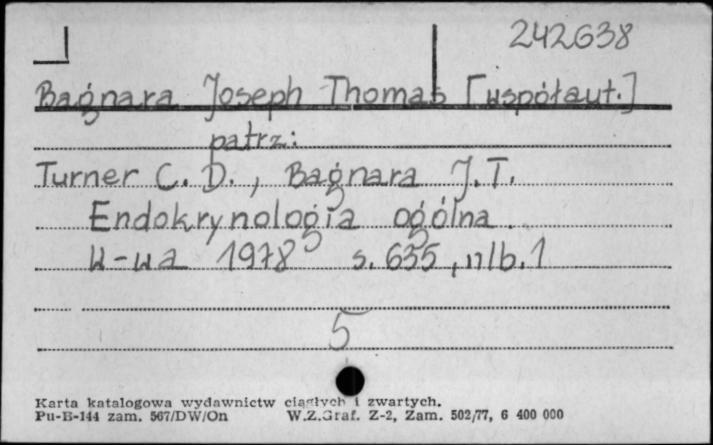 242638
Bagnara Joseph Thomas [współaut.]
patrz:
Turner C. D., Bagnara J.T.
Endokrynologia ogólna
W-wa 1978 s. 635, nlb. 1
5
Karta katalogowa wydawnictw ciągłych i zwartych.
Pu-B-144 zam. 567/DW/On W.Z.Graf. Z-2, Zam. 502/77, 6 400 000